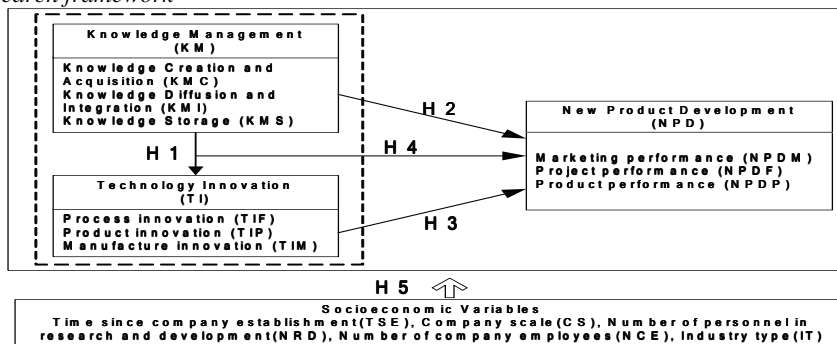 Knowledge Management
(KM)
Knowledge Creation and
Acquisition (KMC)
Knowledge Diffusion and
Integration (KMI)
Knowledge Storage (KMS)
H 1
H 2
H 4
H 3
Technology Innovation
(TI)
Process innovation (TIF)
Product innovation (TIP)
Manufacture innovation (TIM)
New Product Development
(NPD)
Marketing performance (NPDM)
Project performance (NPDF)
Product performance (NPDP)
H 5
Socioeconomic Variables
Time since company establishment(TSE), Company scale(CS), Number of personnel in
research and development(NRD), Number of company employees(NCE), Industry type(IT)